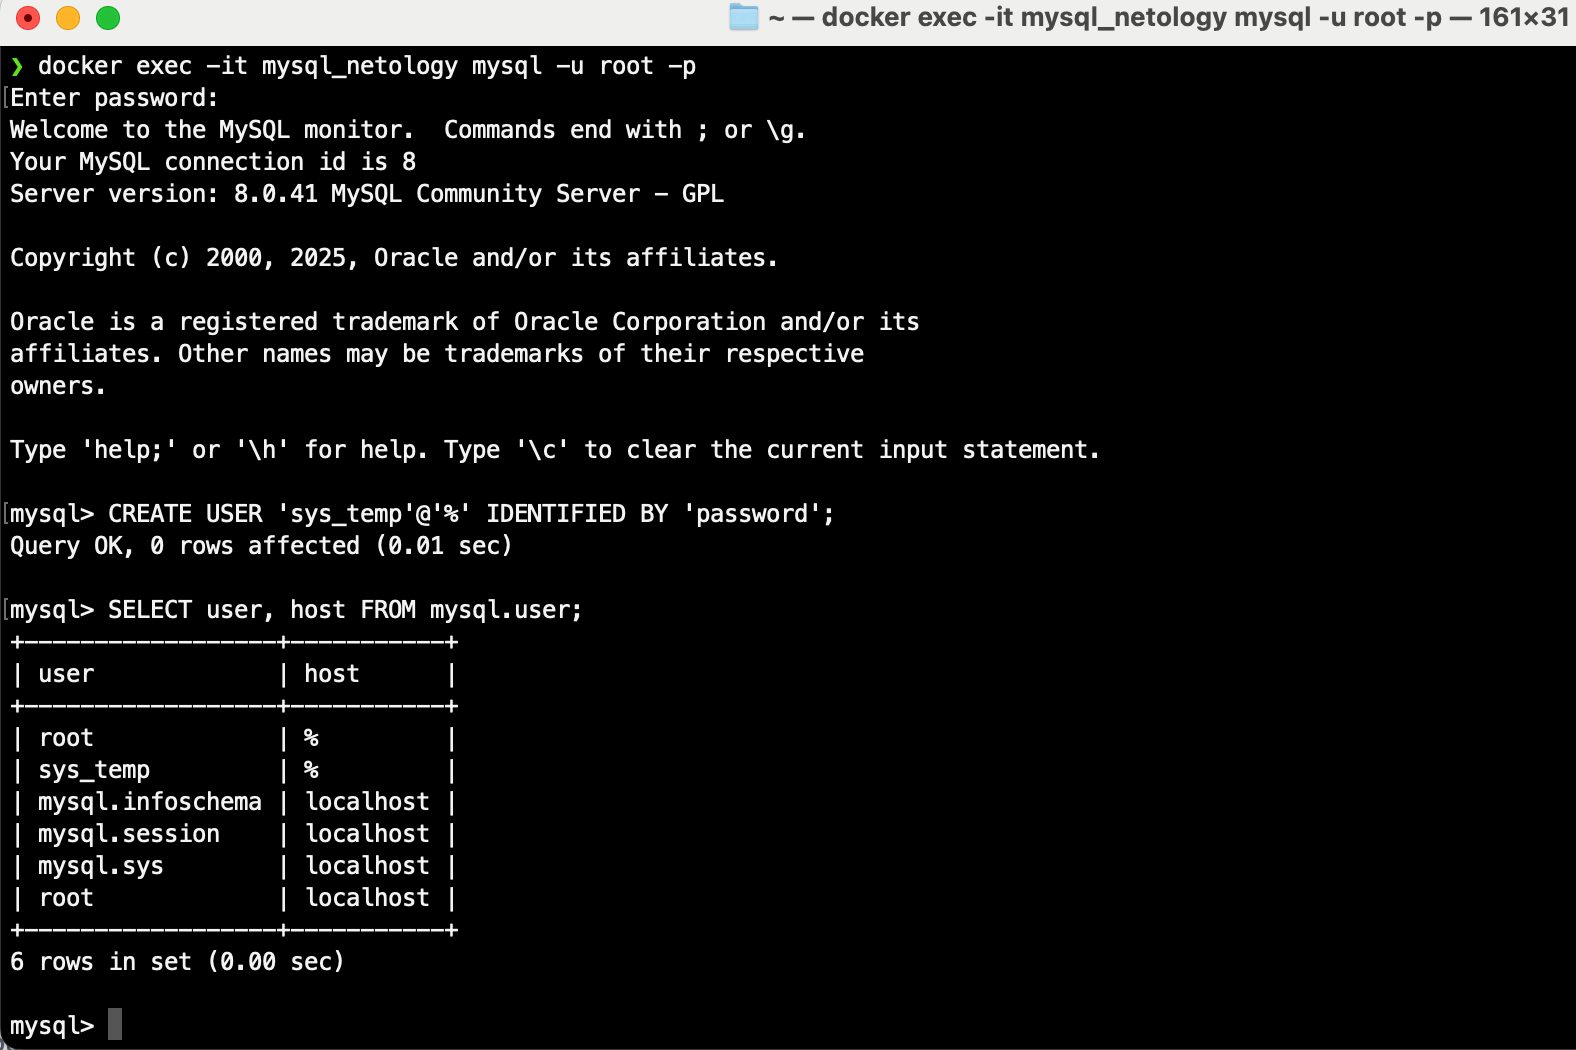 ~ — docker exec -it mysql_netology mysql -u root -p — 161×31
❯ docker exec -it mysql_netology mysql -u root -p
[Enter password:
Welcome to the MySQL monitor.  Commands end with ; or \g.
Your MySQL connection id is 8
Server version: 8.0.41 MySQL Community Server - GPL

Copyright (c) 2000, 2025, Oracle and/or its affiliates.

Oracle is a registered trademark of Oracle Corporation and/or its
affiliates. Other names may be trademarks of their respective
owners.

Type 'help;' or '\h' for help. Type '\c' to clear the current input statement.

[mysql> CREATE USER 'sys_temp'@'%' IDENTIFIED BY 'password';
Query OK, 0 rows affected (0.01 sec)

[mysql> SELECT user, host FROM mysql.user;
+------------------+-----------+
| user             | host      |
+------------------+-----------+
| root             | %         |
| sys_temp         | %         |
| mysql.infoschema | localhost |
| mysql.session    | localhost |
| mysql.sys        | localhost |
| root             | localhost |
+------------------+-----------+
6 rows in set (0.00 sec)

mysql>